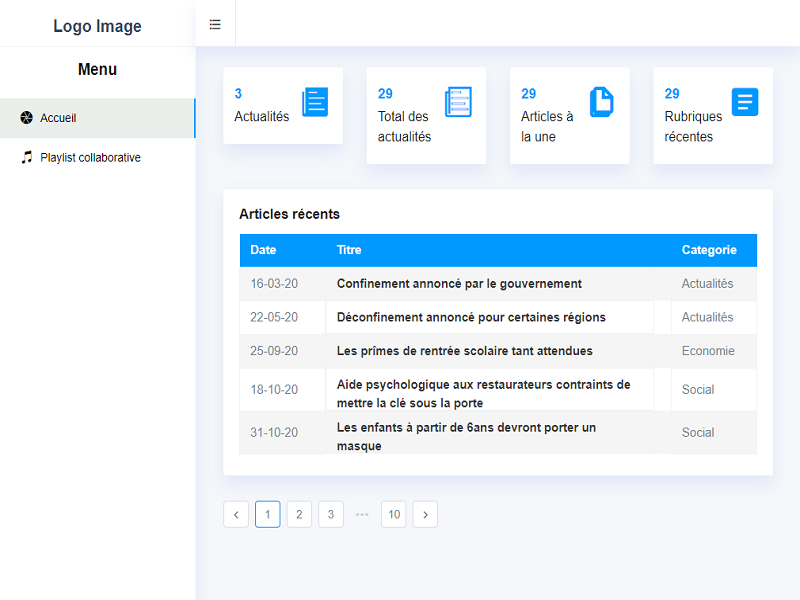 Logo Image
Menu
Accueil
Playlist collaborative
3
Actualités
29
Total des
actualités
29
Articles à
la une
29
Rubriques
récentes
Articles récents
Date Titre Categorie
16-03-20 Confinement annoncé par le gouvernement Actualités
22-05-20 Déconfinement annoncé pour certaines régions Actualités
25-09-20 Les prîmes de rentrée scolaire tant attendues Economie
18-10-20 Aide psychologique aux restaurateurs contraints de
mettre la clé sous la porte Social
31-10-20 Les enfants à partir de 6ans devront porter un
masque Social
1 2 3 ••• 10